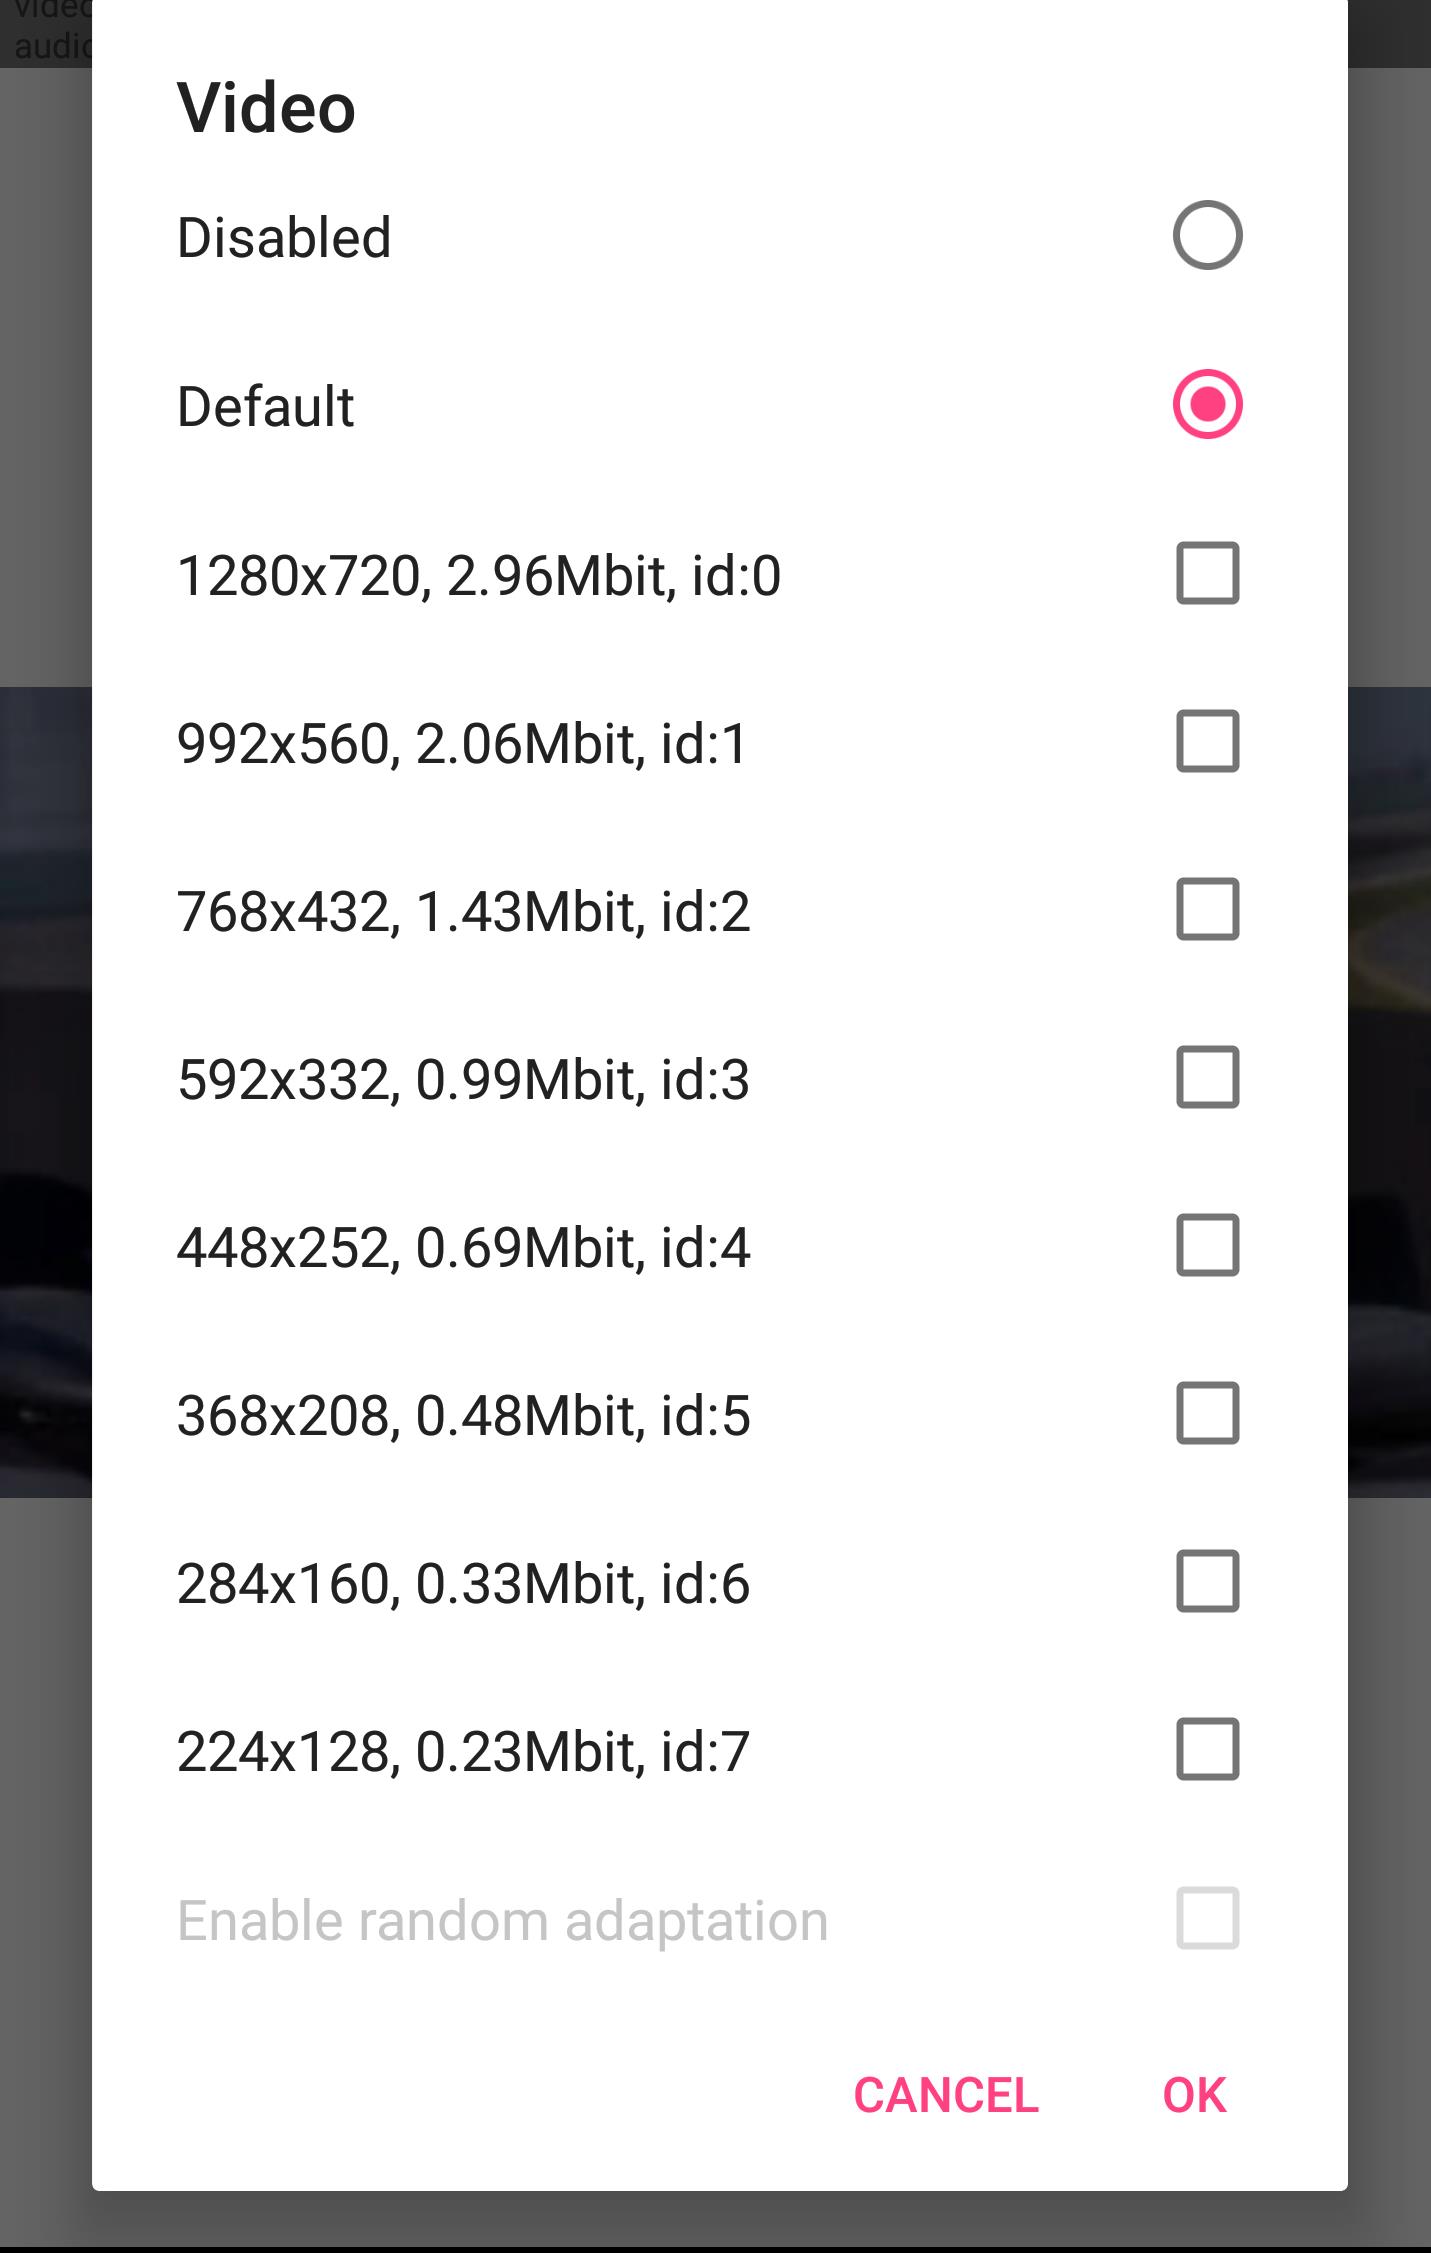 video
audio
Video
Disabled
Default
1280x720, 2.96Mbit, id:0
992x560, 2.06Mbit, id:1
768x432, 1.43Mbit, id:2
592x332, 0.99Mbit, id:3
448x252, 0.69Mbit, id:4
368x208, 0.48Mbit, id:5
284x160, 0.33Mbit, id:6
224x128, 0.23Mbit, id:7
Enable random adaptation
CANCEL OK